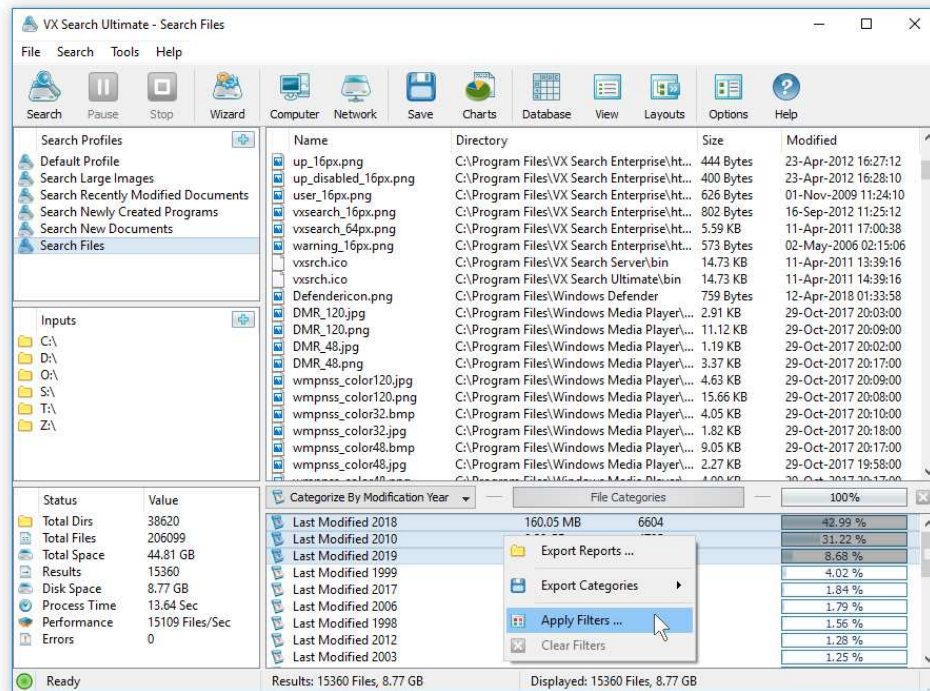 VX Search Ultimate - Search Files
File Search Tools Help
Search Pause Stop Wizard Computer Network Save Charts Database View Layouts Options Help
Search Profiles
Default Profile
Search Large Images
Search Recently Modified Documents
Search Newly Created Programs
Search New Documents
Search Files
Inputs
C:\
D:\
O:\
S:\
T:\
Z:\
Status Value
Total Dirs 38620
Total Files 206099
Total Space 44.81 GB
Results 15360
Disk Space 8.77 GB
Process Time 13.64 Sec
Performance 15109 Files/Sec
Errors 0
Name Directory Size Modified
up_16px.png C:\Program Files\VX Search Enterprise\ht... 444 Bytes 23-Apr-2012 16:27:12
up_disabled_16px.png C:\Program Files\VX Search Enterprise\ht... 400 Bytes 23-Apr-2012 16:28:10
user_16px.png C:\Program Files\VX Search Enterprise\ht... 626 Bytes 01-Nov-2009 11:24:10
vxsearch_16px.png C:\Program Files\VX Search Enterprise\ht... 802 Bytes 16-Sep-2012 11:25:12
vxsearch_64px.png C:\Program Files\VX Search Enterprise\ht... 5.59 KB 11-Apr-2011 17:00:38
warning_16px.png C:\Program Files\VX Search Enterprise\ht... 573 Bytes 02-May-2006 02:15:06
vxsrch.ico C:\Program Files\VX Search Server\bin 14.73 KB 11-Apr-2011 13:39:16
vxsrch.ico C:\Program Files\VX Search Ultimate\bin 14.73 KB 11-Apr-2011 14:39:16
Defendericon.png C:\Program Files\Windows Defender 759 Bytes 12-Apr-2018 01:33:58
DMR_120.jpg C:\Program Files\Windows Media Player\... 2.91 KB 29-Oct-2017 20:03:00
DMR_120.png C:\Program Files\Windows Media Player\... 11.12 KB 29-Oct-2017 20:09:00
DMR_48.jpg C:\Program Files\Windows Media Player\... 1.19 KB 29-Oct-2017 20:02:00
DMR_48.png C:\Program Files\Windows Media Player\... 3.37 KB 29-Oct-2017 20:17:00
wmpnss_color120.jpg C:\Program Files\Windows Media Player\... 4.63 KB 29-Oct-2017 20:09:00
wmpnss_color120.png C:\Program Files\Windows Media Player\... 15.66 KB 29-Oct-2017 20:08:00
wmpnss_color32.bmp C:\Program Files\Windows Media Player\... 4.05 KB 29-Oct-2017 20:10:00
wmpnss_color32.jpg C:\Program Files\Windows Media Player\... 1.82 KB 29-Oct-2017 20:18:00
wmpnss_color48.bmp C:\Program Files\Windows Media Player\... 9.05 KB 29-Oct-2017 20:17:00
wmpnss_color48.jpg C:\Program Files\Windows Media Player\... 2.27 KB 29-Oct-2017 19:58:00
Categorize By Modification Year File Categories 100%
Last Modified 2018 160.05 MB 6604 42.99 %
Last Modified 2010 31.22 %
Last Modified 2019 8.68 %
Last Modified 1999 4.02 %
Last Modified 2017 1.84 %
Last Modified 2006 1.79 %
Last Modified 1998 1.56 %
Last Modified 2012 1.28 %
Last Modified 2003 1.25 %
Export Reports ...
Export Categories
Apply Filters ...
Clear Filters
Ready Results: 15360 Files, 8.77 GB Displayed: 15360 Files, 8.77 GB